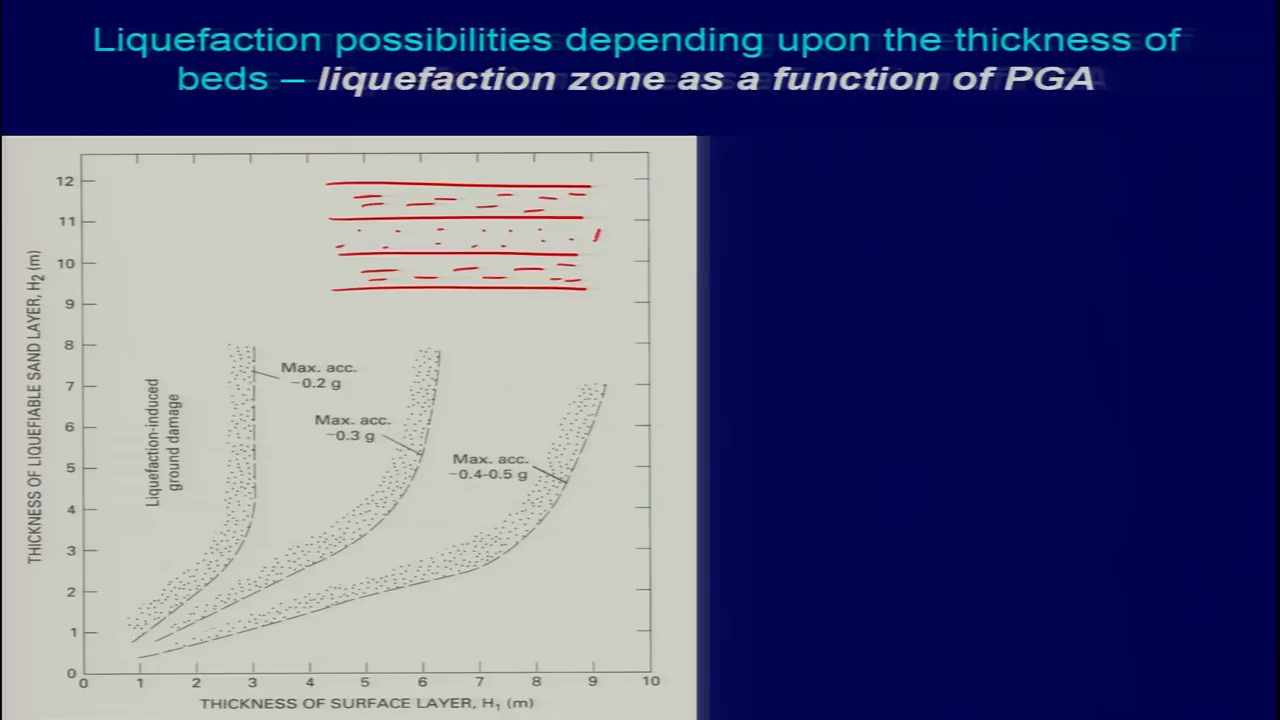 Liquefaction possibilities depending upon the thickness of
beds – liquefaction zone as a function of PGA
THICKNESS OF LIQUEFIABLE SAND LAYER, H2 (m)
12
11
10
9
8
7
6
5
4
3
2
1
0
Liquefaction-induced
ground damage
Max. acc.
~0.2 g
Max. acc.
~0.3 g
Max. acc.
~0.4-0.5 g
0 1 2 3 4 5 6 7 8 9 10
THICKNESS OF SURFACE LAYER, H1 (m)